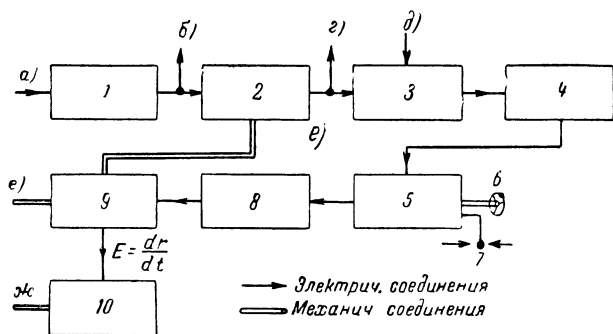 б) г) д)
а) 1 2 3 4
е)
е) 9 8 5 6
7
E = dr/dt
ж 10
Электрич. соединения
Механич соединения